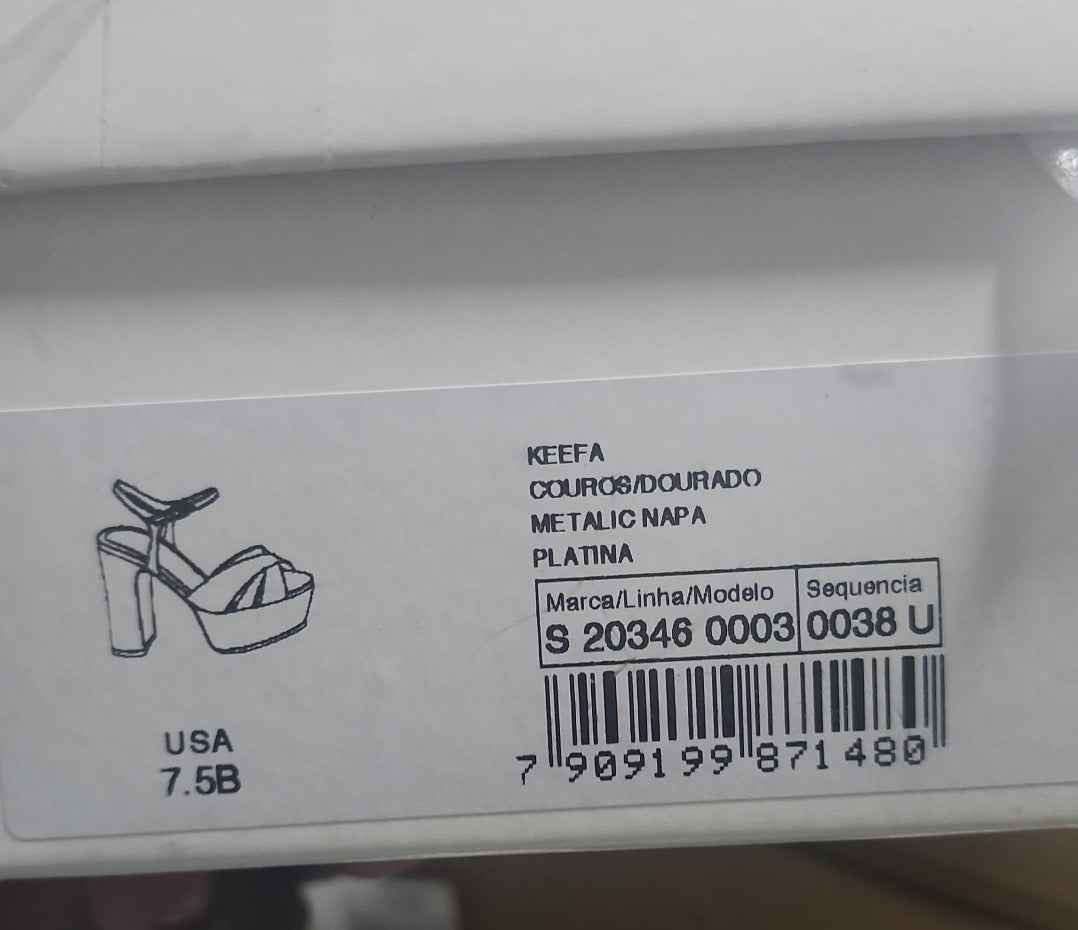 KEEFA
COUROS/DOURADO
METALIC NAPA
PLATINA
Marca/Linha/Modelo Sequencia
S 20346 0003 0038 U
7 909199 871480
USA
7.5B